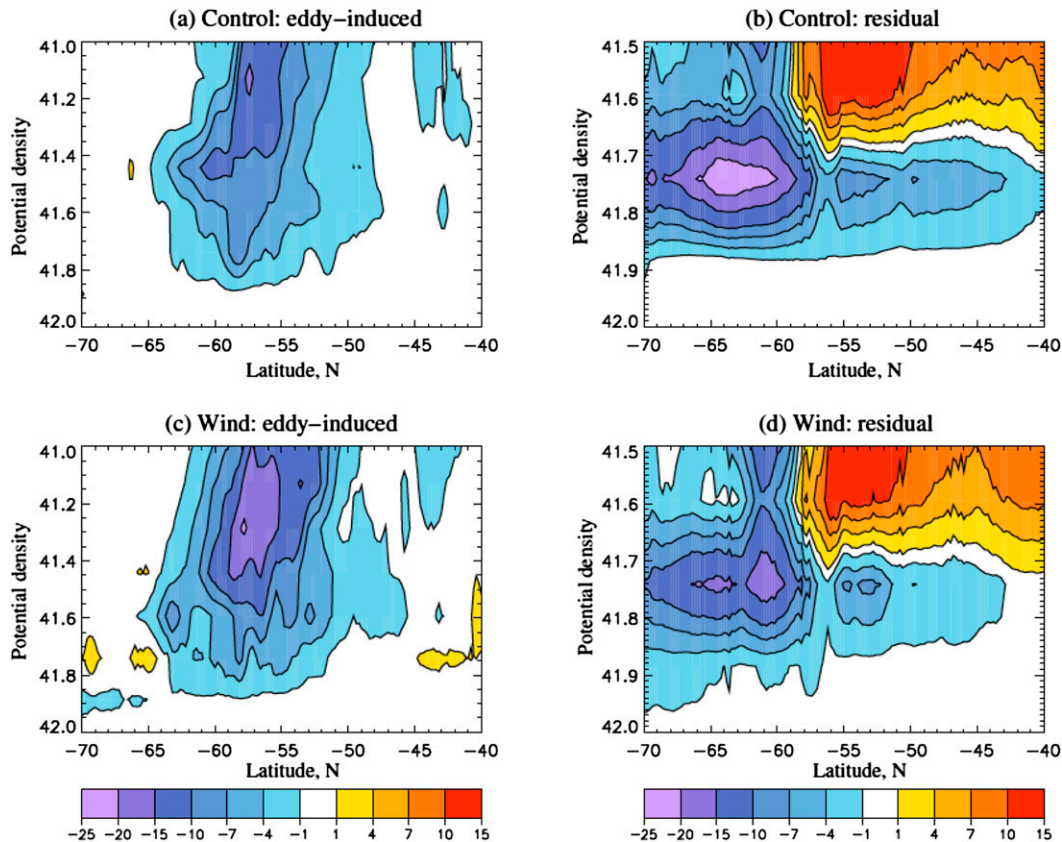 (a) Control: eddy−induced
(b) Control: residual
41.0
41.2
41.4
41.6
41.8
42.0
Potential density
−70 −65 −60 −55 −50 −45 −40
Latitude, N
41.5
41.6
41.7
41.8
41.9
42.0
Potential density
−70 −65 −60 −55 −50 −45 −40
Latitude, N
(c) Wind: eddy−induced
(d) Wind: residual
41.0
41.2
41.4
41.6
41.8
42.0
Potential density
−70 −65 −60 −55 −50 −45 −40
Latitude, N
41.5
41.6
41.7
41.8
41.9
42.0
Potential density
−70 −65 −60 −55 −50 −45 −40
Latitude, N
−25 −20 −15 −10 −7 −4 −1 1 4 7 10 15
−25 −20 −15 −10 −7 −4 −1 1 4 7 10 15